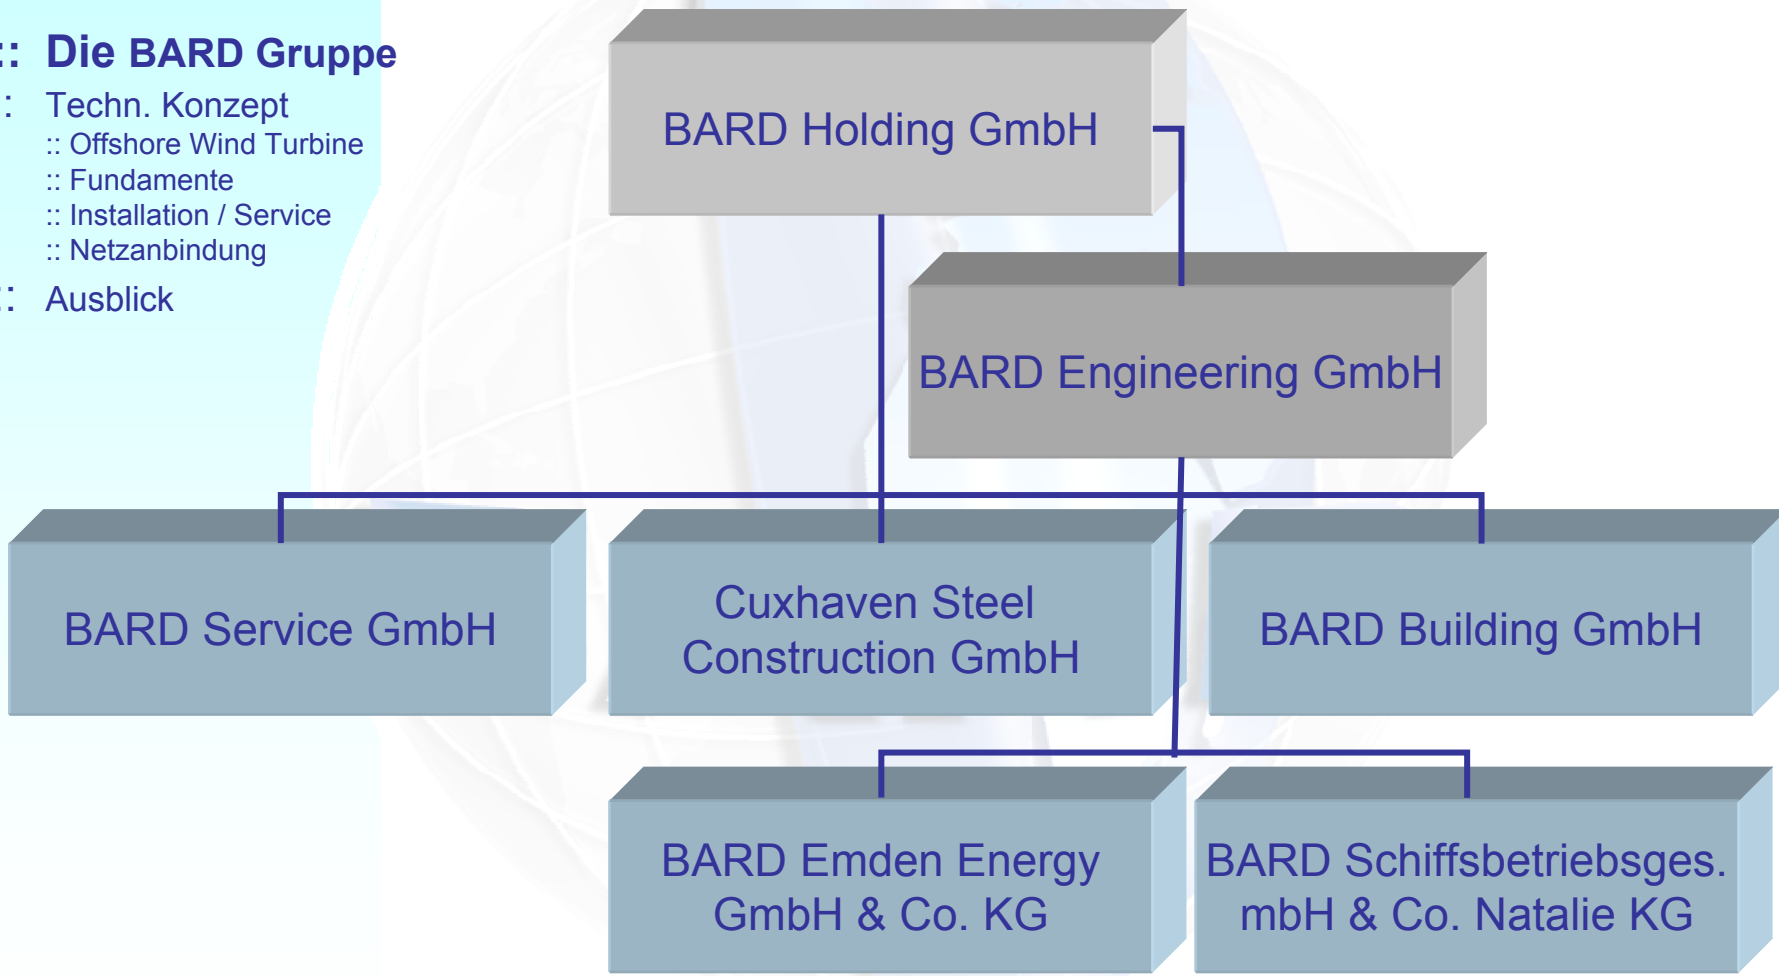 :: Die BARD Gruppe
:: Techn. Konzept
:: Offshore Wind Turbine
:: Fundamente
:: Installation / Service
:: Netzanbindung
:: Ausblick
BARD Holding GmbH
BARD Engineering GmbH
BARD Service GmbH
Cuxhaven Steel
Construction GmbH
BARD Building GmbH
BARD Emden Energy
GmbH & Co. KG
BARD Schiffsbetriebsges.
mbH & Co. Natalie KG